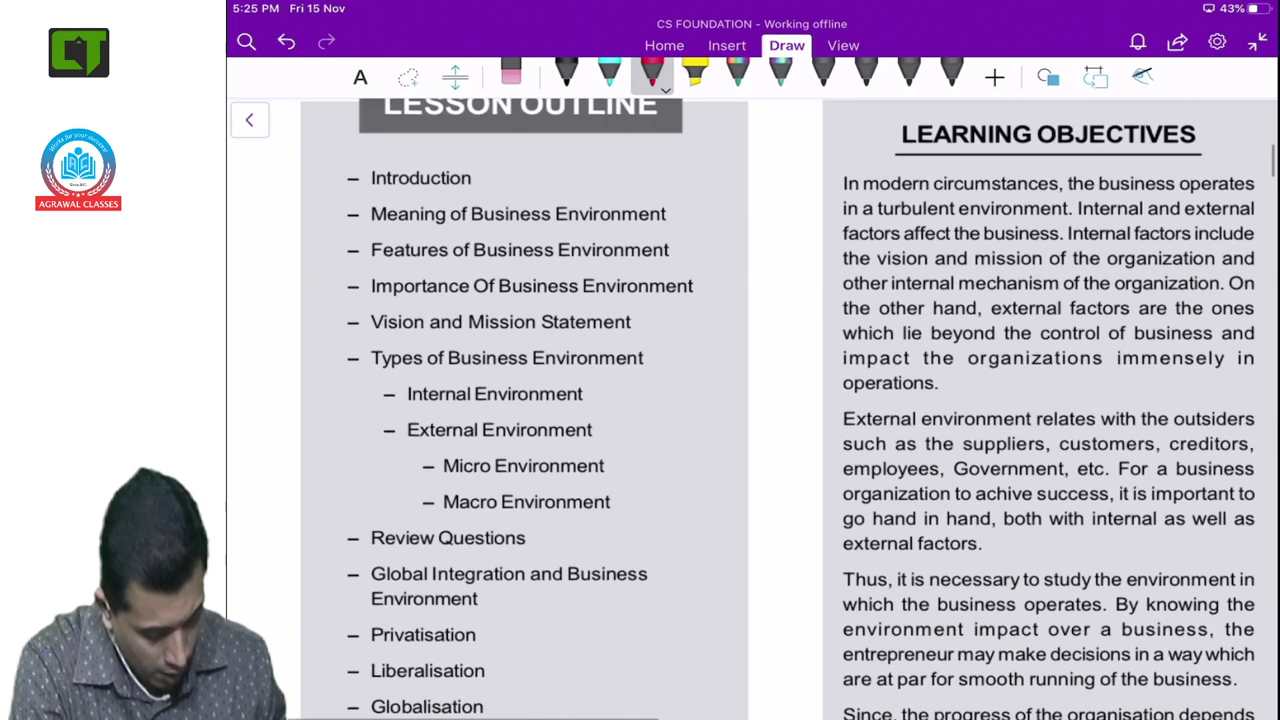 5:25 PM Fri 15 Nov
43%
CS FOUNDATION - Working offline
Home Insert Draw View
A
CT
Works for your success!
AE
AGRAWAL CLASSES
LESSON OUTLINE
– Introduction
– Meaning of Business Environment
– Features of Business Environment
– Importance Of Business Environment
– Vision and Mission Statement
– Types of Business Environment
– Internal Environment
– External Environment
– Micro Environment
– Macro Environment
– Review Questions
– Global Integration and Business
Environment
– Privatisation
– Liberalisation
– Globalisation
LEARNING OBJECTIVES
In modern circumstances, the business operates
in a turbulent environment. Internal and external
factors affect the business. Internal factors include
the vision and mission of the organization and
other internal mechanism of the organization. On
the other hand, external factors are the ones
which lie beyond the control of business and
impact the organizations immensely in
operations.
External environment relates with the outsiders
such as the suppliers, customers, creditors,
employees, Government, etc. For a business
organization to achive success, it is important to
go hand in hand, both with internal as well as
external factors.
Thus, it is necessary to study the environment in
which the business operates. By knowing the
environment impact over a business, the
entrepreneur may make decisions in a way which
are at par for smooth running of the business.
Since, the progress of the organisation depends